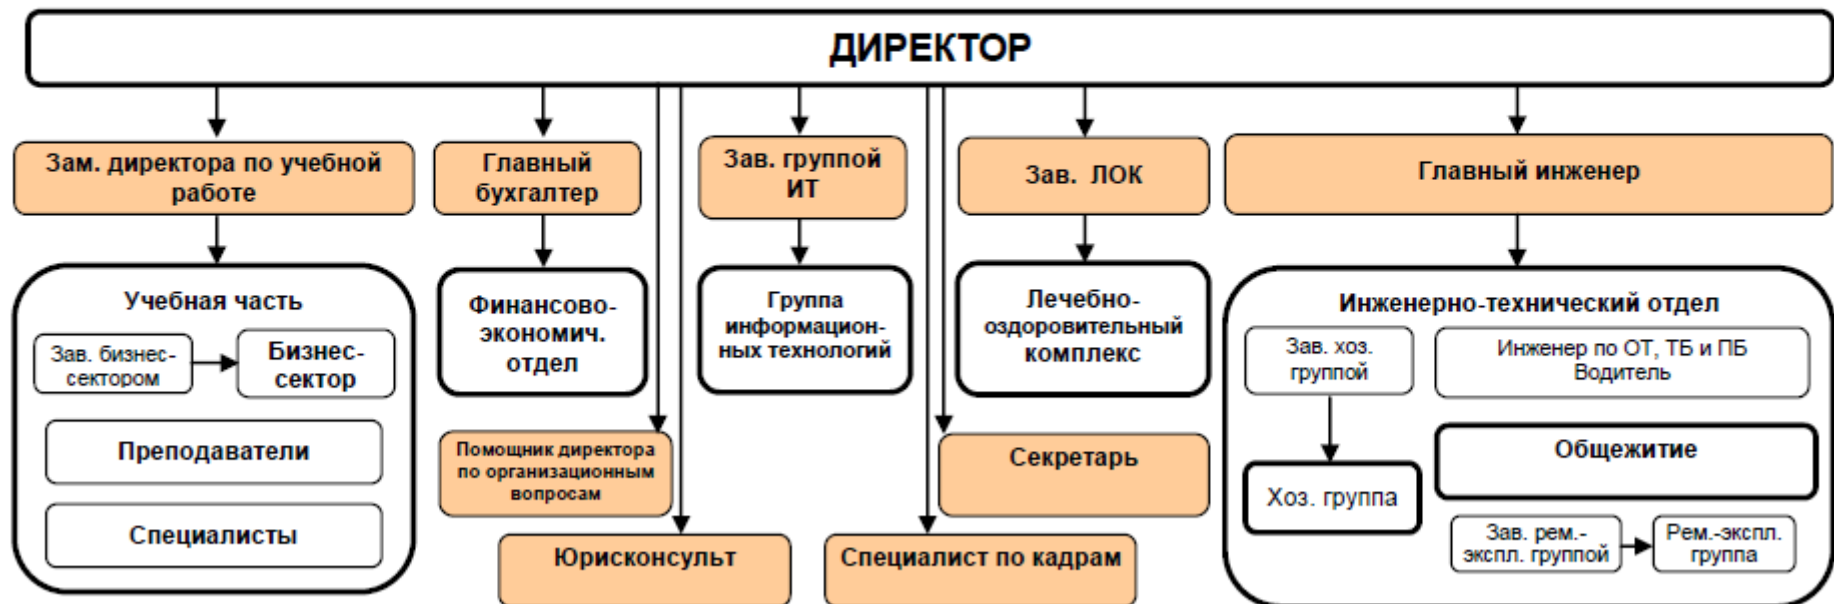 ДИРЕКТОР
Зам. директора по учебной
работе
Главный
бухгалтер
Зав. группой
ИТ
Зав. ЛОК
Главный инженер
Учебная часть
Зав. бизнес-
сектором
Бизнес-
сектор
Преподаватели
Специалисты
Финансово-
экономич.
отдел
Группа
информацион-
ных технологий
Лечебно-
оздоровительный
комплекс
Инженерно-технический отдел
Зав. хоз.
группой
Инженер по ОТ, ТБ и ПБ
Водитель
Хоз. группа
Общежитие
Зав. рем.-
экспл. группой
Рем.-экспл.
группа
Помощник директора
по организационным
вопросам
Секретарь
Юрисконсульт
Специалист по кадрам